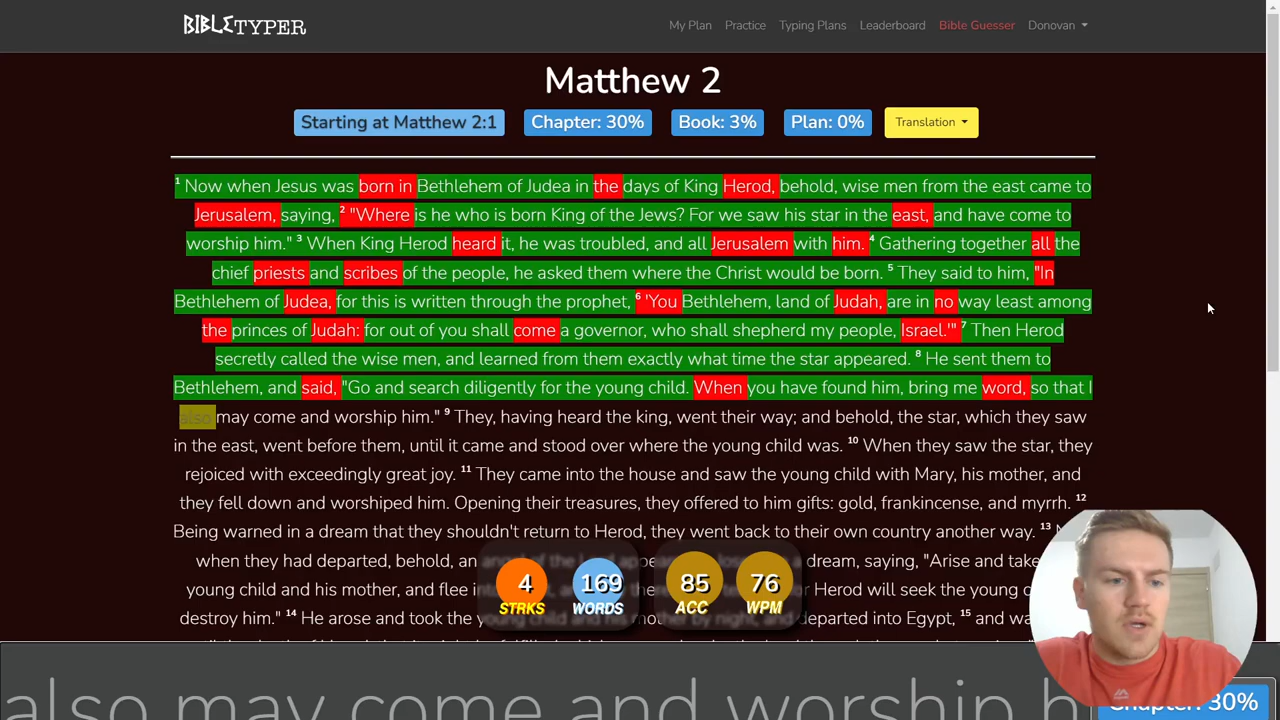 BIBLETYPER
My Plan Practice Typing Plans Leaderboard Bible Guesser Donovan
Matthew 2
Starting at Matthew 2:1 Chapter: 30% Book: 3% Plan: 0% Translation
1 Now when Jesus was born in Bethlehem of Judea in the days of King Herod, behold, wise men from the east came to
Jerusalem, saying, 2 "Where is he who is born King of the Jews? For we saw his star in the east, and have come to
worship him." 3 When King Herod heard it, he was troubled, and all Jerusalem with him. 4 Gathering together all the
chief priests and scribes of the people, he asked them where the Christ would be born. 5 They said to him, "In
Bethlehem of Judea, for this is written through the prophet, 6 'You Bethlehem, land of Judah, are in no way least among
the princes of Judah: for out of you shall come a governor, who shall shepherd my people, Israel.'" 7 Then Herod
secretly called the wise men, and learned from them exactly what time the star appeared. 8 He sent them to
Bethlehem, and said, "Go and search diligently for the young child. When you have found him, bring me word, so that I
also may come and worship him." 9 They, having heard the king, went their way; and behold, the star, which they saw
in the east, went before them, until it came and stood over where the young child was. 10 When they saw the star, they
rejoiced with exceedingly great joy. 11 They came into the house and saw the young child with Mary, his mother, and
they fell down and worshiped him. Opening their treasures, they offered to him gifts: gold, frankincense, and myrrh. 12
Being warned in a dream that they shouldn't return to Herod, they went back to their own country another way. 13
when they had departed, behold, an dream, saying, "Arise and take
young child and his mother, and flee Herod will seek the young
destroy him." 14 He arose and took the young child and his mother by night, and departed into Egypt, 15 and
4 STRKS 169 WORDS 85 ACC 76 WPM
also may come and worship
Chapter: 30%